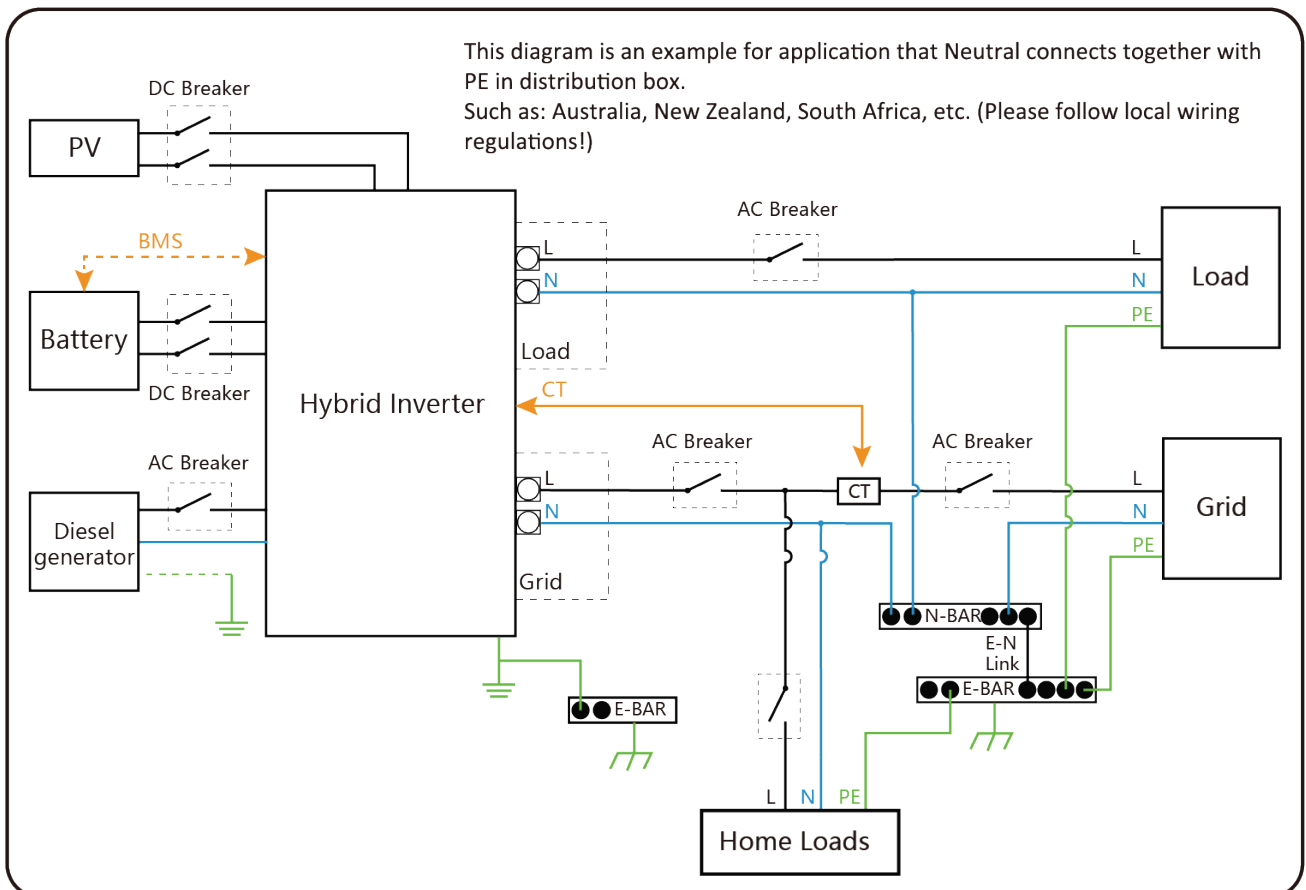 This diagram is an example for application that Neutral connects together with
PE in distribution box.
Such as: Australia, New Zealand, South Africa, etc. (Please follow local wiring
regulations!)
DC Breaker
PV
AC Breaker
BMS
L
L
N
N
Load
PE
Battery
Load
DC Breaker
CT
Hybrid Inverter
AC Breaker
AC Breaker
AC Breaker
L
CT
L
Grid
N
N
Diesel
generator
PE
Grid
N-BAR
E-N
Link
E-BAR
E-BAR
L
N
PE
Home Loads